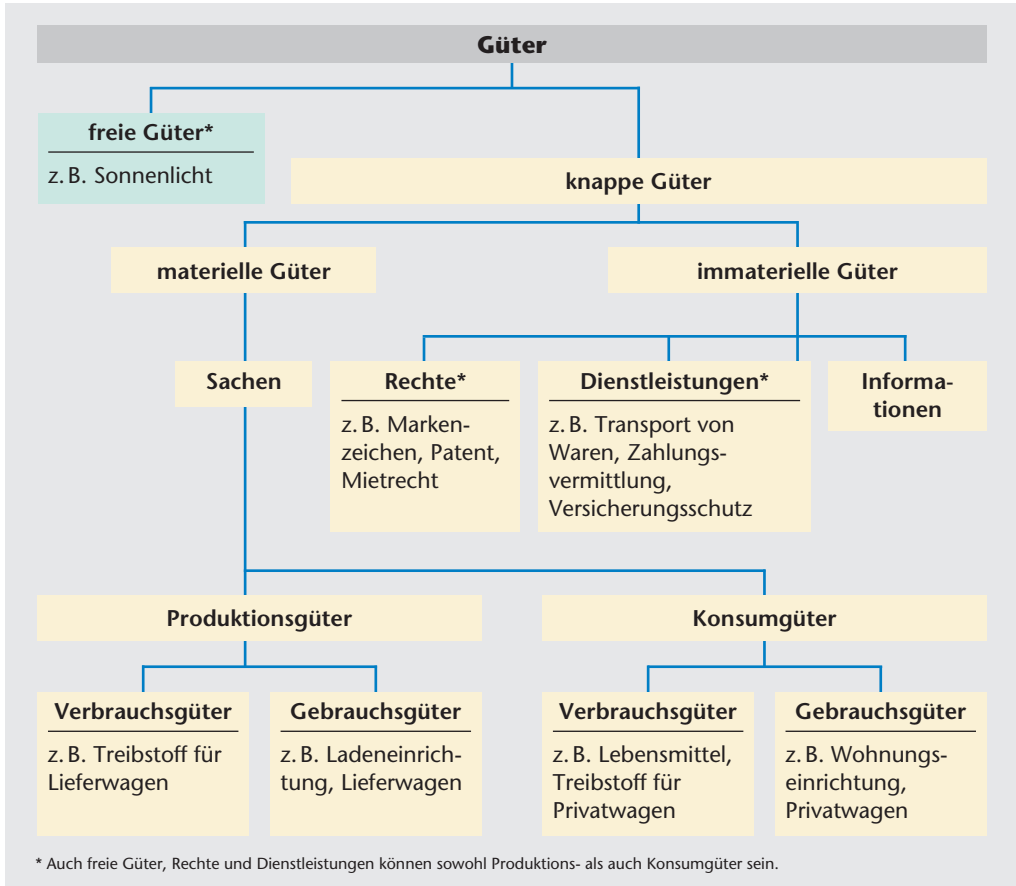 Güter
freie Güter*
z. B. Sonnenlicht
knappe Güter
materielle Güter
immaterielle Güter
Sachen
Rechte*
z. B. Marken-
zeichen, Patent,
Mietrecht
Dienstleistungen*
z. B. Transport von
Waren, Zahlungs-
vermittlung,
Versicherungsschutz
Informa-
tionen
Produktionsgüter
Konsumgüter
Verbrauchsgüter
z. B. Treibstoff für
Lieferwagen
Gebrauchsgüter
z. B. Ladeneinrich-
tung, Lieferwagen
Verbrauchsgüter
z. B. Lebensmittel,
Treibstoff für
Privatwagen
Gebrauchsgüter
z. B. Wohnungs-
einrichtung,
Privatwagen
* Auch freie Güter, Rechte und Dienstleistungen können sowohl Produktions- als auch Konsumgüter sein.